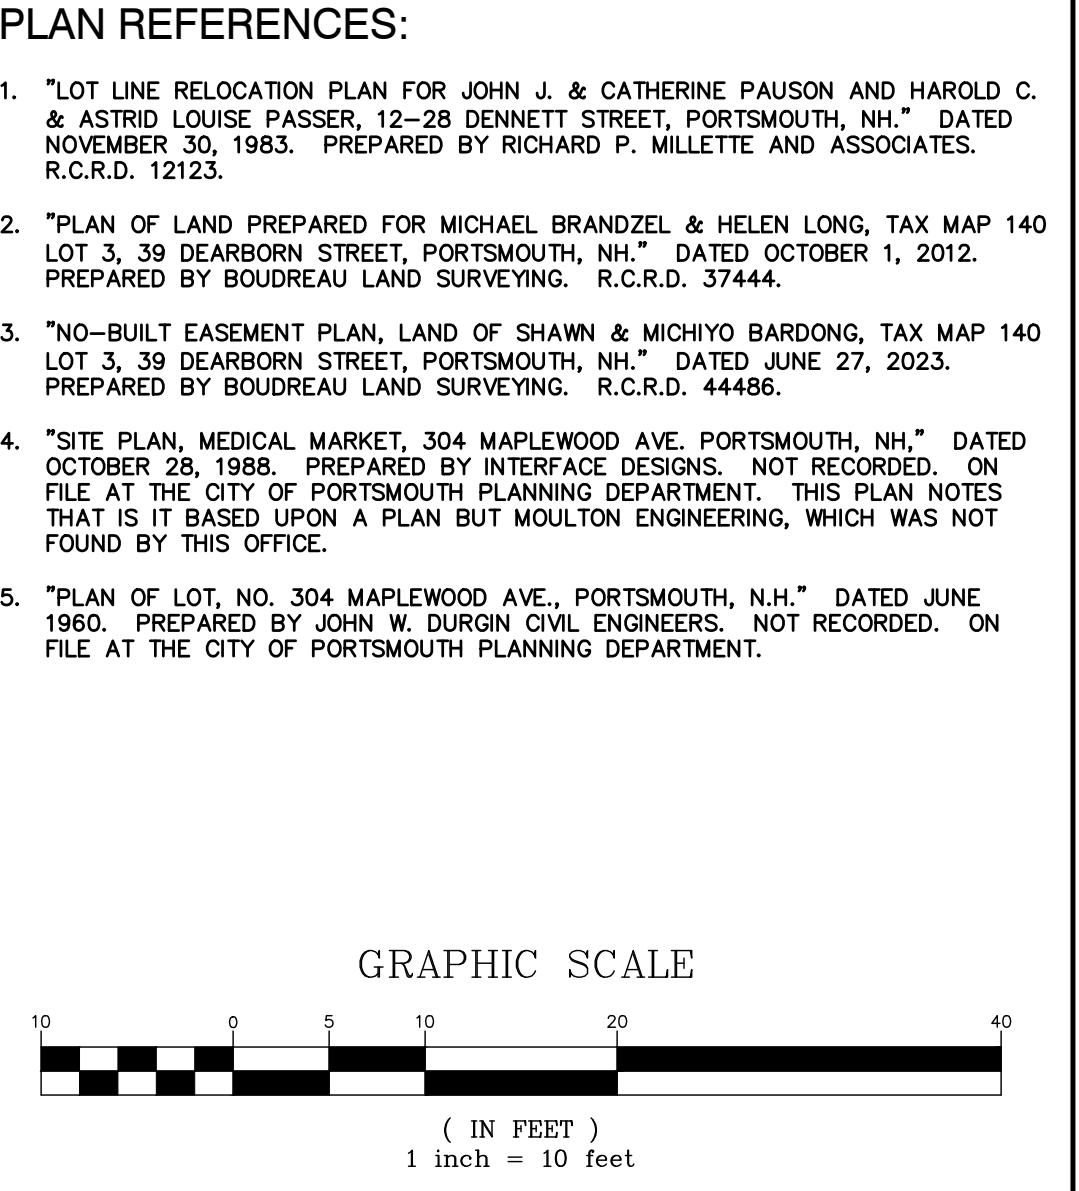 PLAN REFERENCES:
1. "LOT LINE RELOCATION PLAN FOR JOHN J. & CATHERINE PAUSON AND HAROLD C.
& ASTRID LOUISE PASSER, 12–28 DENNETT STREET, PORTSMOUTH, NH." DATED
NOVEMBER 30, 1983. PREPARED BY RICHARD P. MILLETTE AND ASSOCIATES.
R.C.R.D. 12123.
2. "PLAN OF LAND PREPARED FOR MICHAEL BRANDZEL & HELEN LONG, TAX MAP 140
LOT 3, 39 DEARBORN STREET, PORTSMOUTH, NH." DATED OCTOBER 1, 2012.
PREPARED BY BOUDREAU LAND SURVEYING. R.C.R.D. 37444.
3. "NO–BUILT EASEMENT PLAN, LAND OF SHAWN & MICHIYO BARDONG, TAX MAP 140
LOT 3, 39 DEARBORN STREET, PORTSMOUTH, NH." DATED JUNE 27, 2023.
PREPARED BY BOUDREAU LAND SURVEYING. R.C.R.D. 44486.
4. "SITE PLAN, MEDICAL MARKET, 304 MAPLEWOOD AVE. PORTSMOUTH, NH," DATED
OCTOBER 28, 1988. PREPARED BY INTERFACE DESIGNS. NOT RECORDED. ON
FILE AT THE CITY OF PORTSMOUTH PLANNING DEPARTMENT. THIS PLAN NOTES
THAT IS IT BASED UPON A PLAN BUT MOULTON ENGINEERING, WHICH WAS NOT
FOUND BY THIS OFFICE.
5. "PLAN OF LOT, NO. 304 MAPLEWOOD AVE., PORTSMOUTH, N.H." DATED JUNE
1960. PREPARED BY JOHN W. DURGIN CIVIL ENGINEERS. NOT RECORDED. ON
FILE AT THE CITY OF PORTSMOUTH PLANNING DEPARTMENT.
GRAPHIC SCALE
10 0 5 10 20 40
( IN FEET )
1 inch = 10 feet